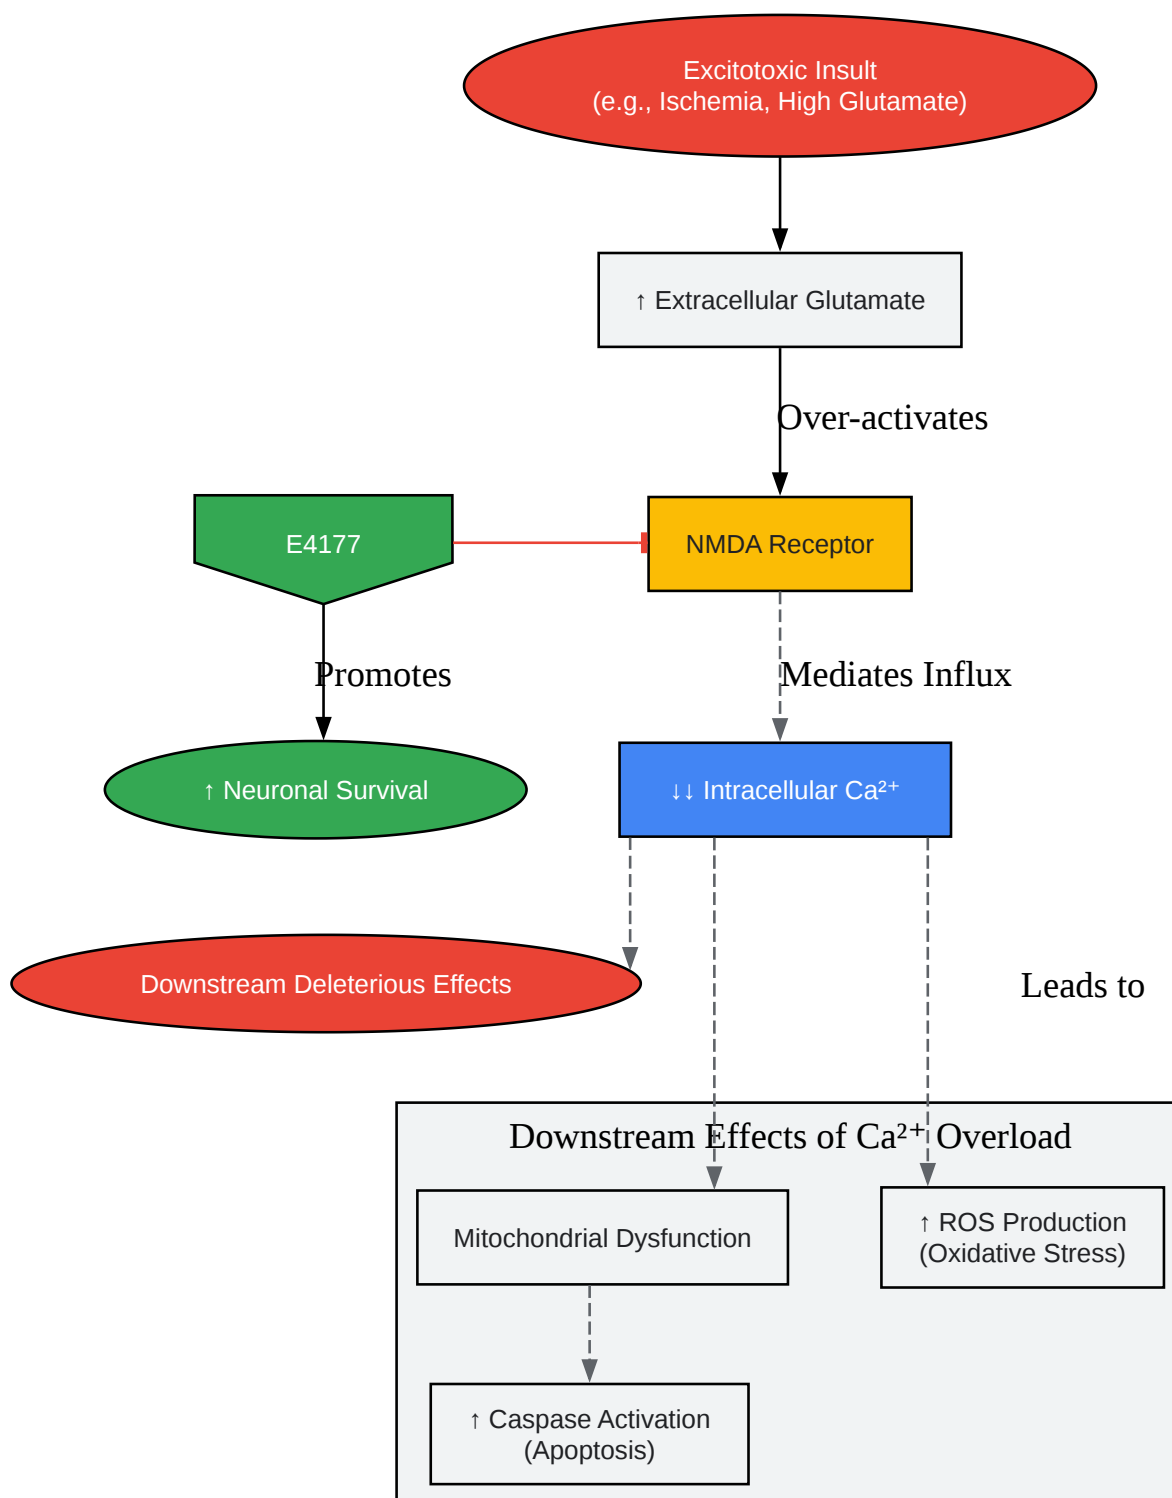 Excitotoxic Insult
(e.g., Ischemia, High Glutamate)
↑ Extracellular Glutamate
Over-activates
E4177
NMDA Receptor
Promotes
Mediates Influx
↑ Neuronal Survival
↓↓ Intracellular Ca²⁺
Downstream Deleterious Effects
Leads to
Downstream Effects of Ca²⁺ Overload
Mitochondrial Dysfunction
↑ ROS Production
(Oxidative Stress)
↑ Caspase Activation
(Apoptosis)